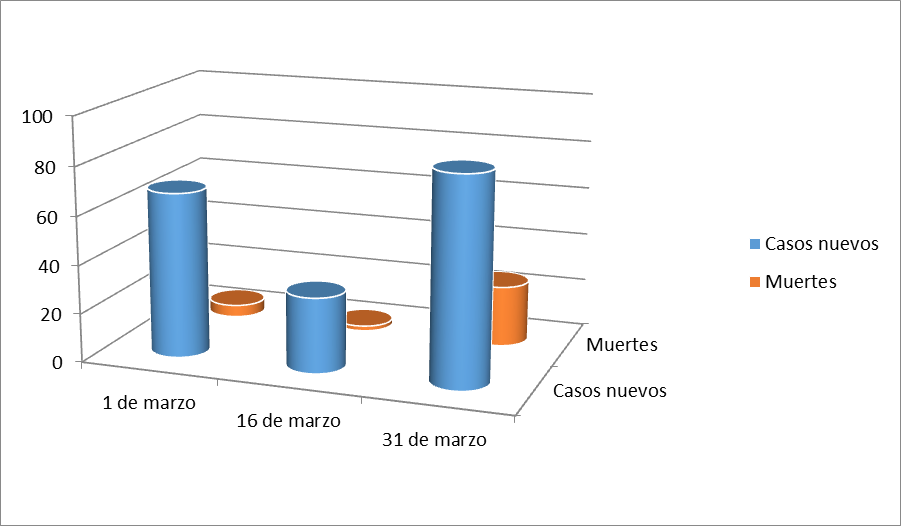 100
80
60
40
20
0
1 de marzo
16 de marzo
31 de marzo
Muertes
Casos nuevos
Casos nuevos
Muertes